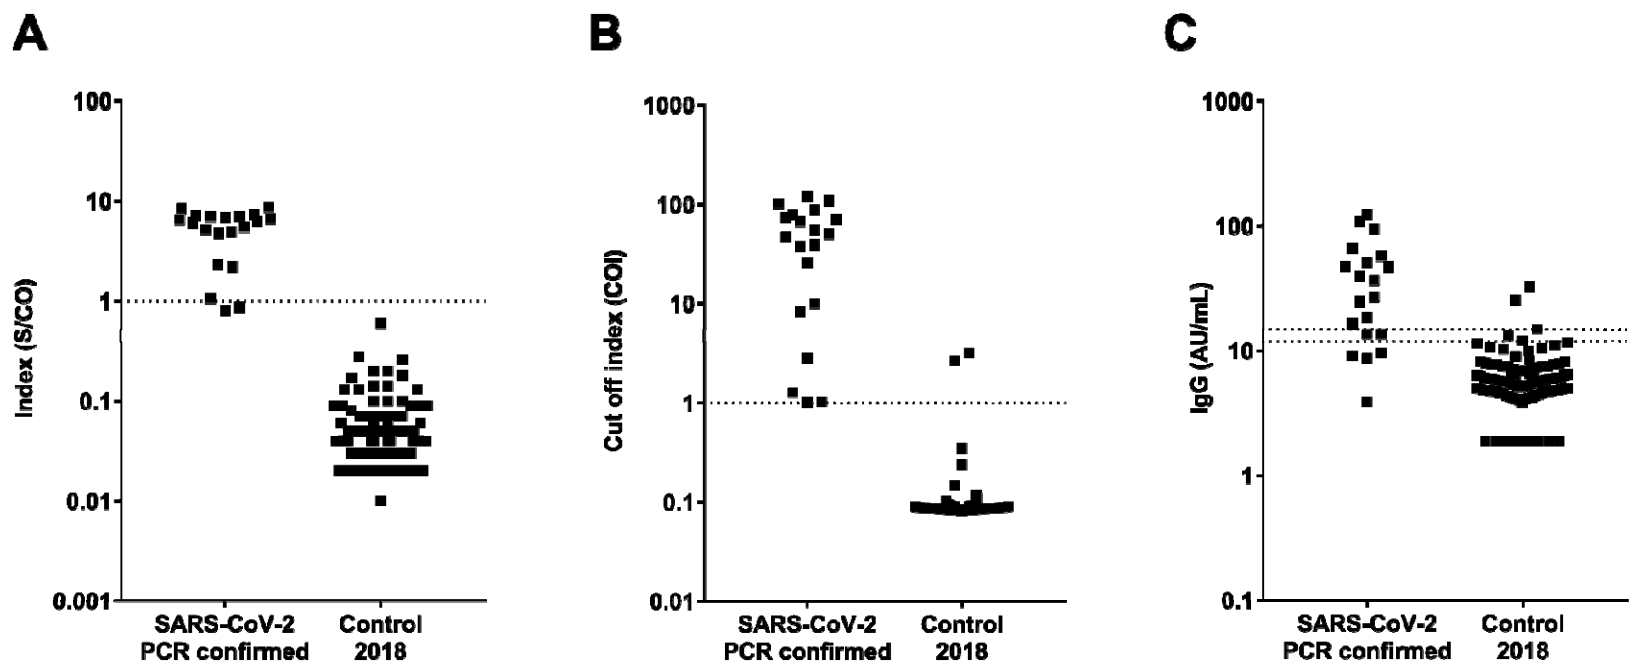 A
Index (S/CO)
100
10
1
0.1
0.01
0.001
SARS-CoV-2
PCR confirmed
Control
2018
B
Cut off index (COI)
1000
100
10
1
0.1
0.01
SARS-CoV-2
PCR confirmed
Control
2018
C
IgG (AU/mL)
1000
100
10
1
0.1
SARS-CoV-2
PCR confirmed
Control
2018